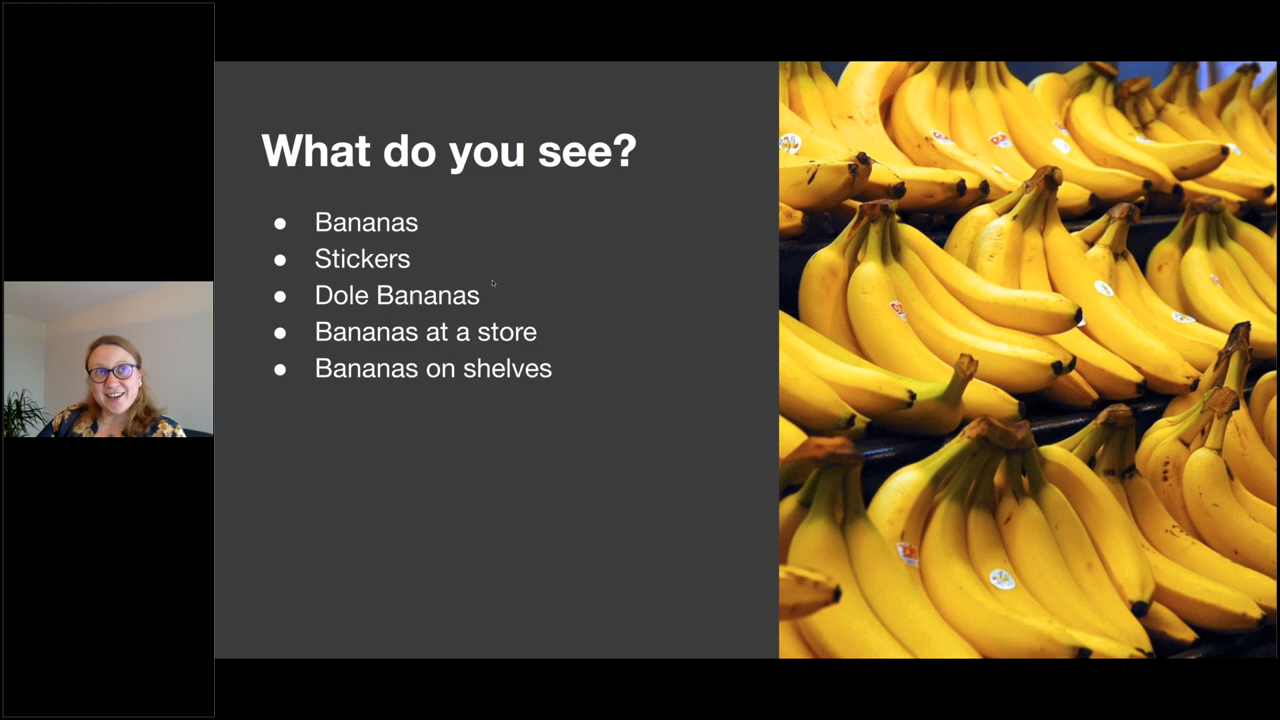 What do you see?
● Bananas
● Stickers
● Dole Bananas
● Bananas at a store
● Bananas on shelves